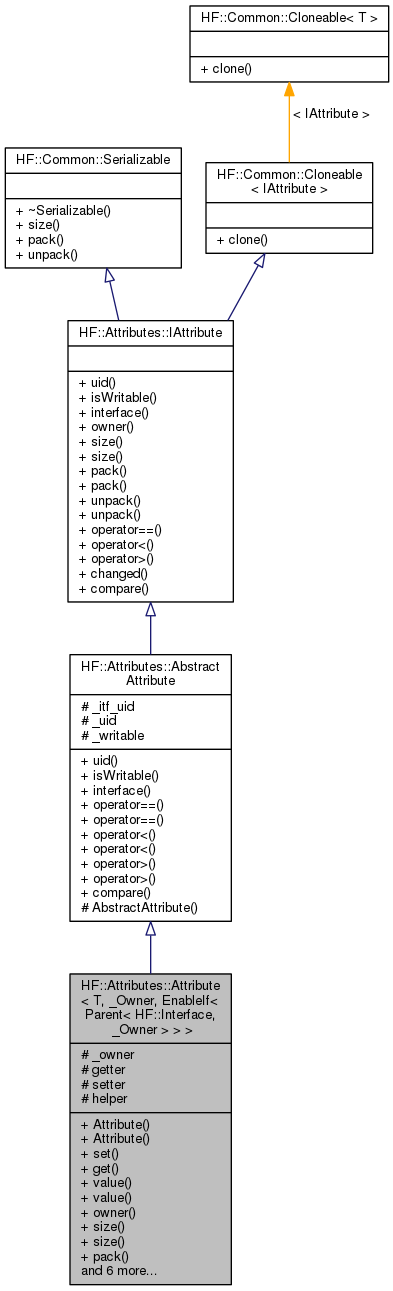 HF::Common::Cloneable< T >
+ clone()
< IAttribute >
HF::Common::Serializable
+ ~Serializable()
+ size()
+ pack()
+ unpack()
HF::Common::Cloneable
< IAttribute >
+ clone()
HF::Attributes::IAttribute
+ uid()
+ isWritable()
+ interface()
+ owner()
+ size()
+ size()
+ pack()
+ pack()
+ unpack()
+ unpack()
+ operator==()
+ operator<()
+ operator>()
+ changed()
+ compare()
HF::Attributes::Abstract
Attribute
# _itf_uid
# _uid
# _writable
+ uid()
+ isWritable()
+ interface()
+ operator==()
+ operator==()
+ operator<()
+ operator<()
+ operator>()
+ operator>()
+ compare()
# AbstractAttribute()
HF::Attributes::Attribute
< T, _Owner, EnableIf<
Parent< HF::Interface,
_Owner > > >
# _owner
# getter
# setter
# helper
+ Attribute()
+ Attribute()
+ set()
+ get()
+ value()
+ value()
+ owner()
+ size()
+ size()
+ pack()
and 6 more...